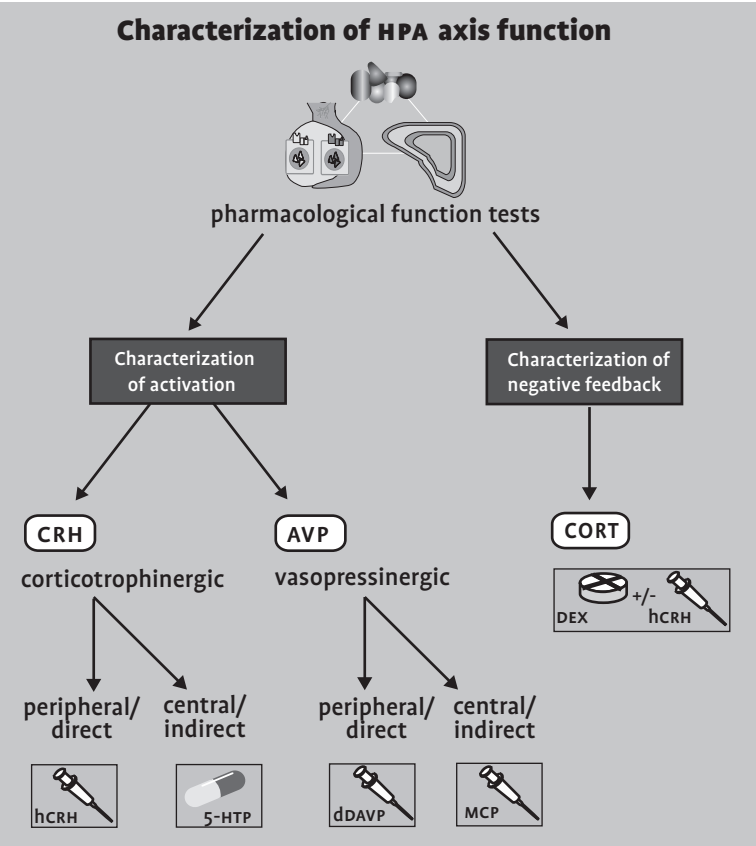 Characterization of HPA axis function
pharmacological function tests
Characterization
of activation
Characterization of
negative feedback
CRH
AVP
CORT
corticotrophinergic
vasopressinergic
DEX
+/-
hCRH
peripheral/
direct
central/
indirect
peripheral/
direct
central/
indirect
hCRH
5-HTP
dDAVP
MCP